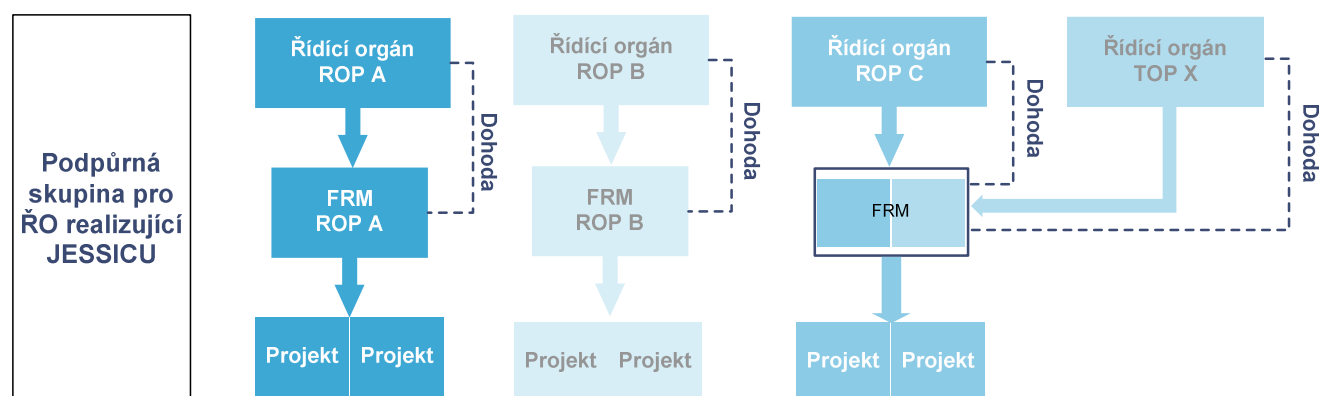 Podpůrná
skupina pro
ŘO realizující
JESSICU
Řídící orgán
ROP A
Dohoda
FRM
ROP A
Projekt
Projekt
Řídící orgán
ROP B
Dohoda
FRM
ROP B
Projekt
Projekt
Řídící orgán
ROP C
Dohoda
Řídící orgán
TOP X
Dohoda
FRM
Projekt
Projekt